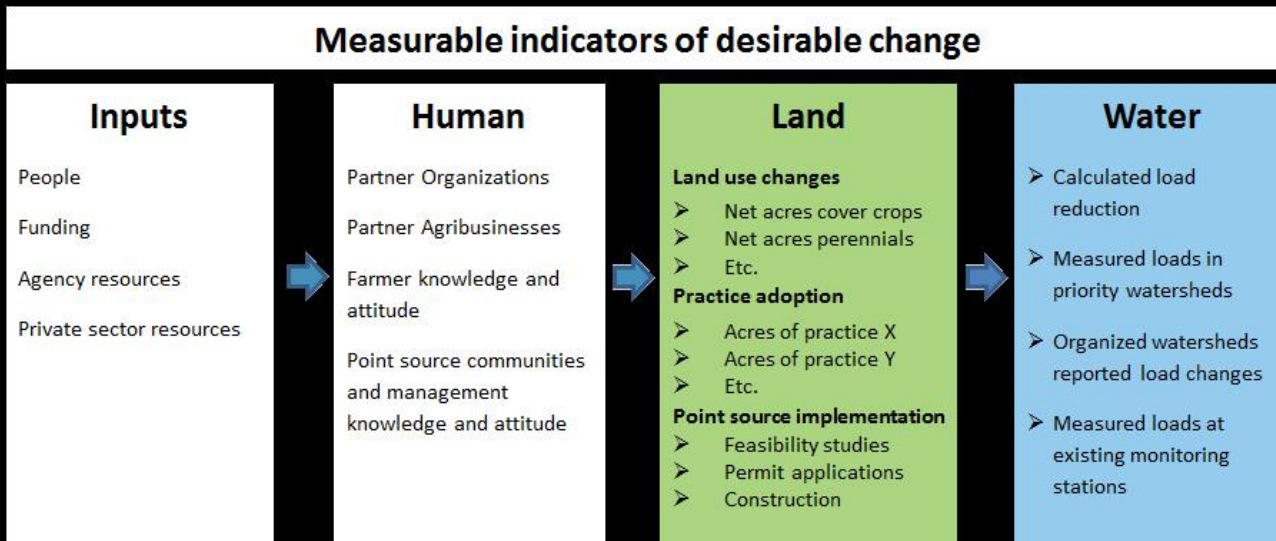 Measurable indicators of desirable change
Inputs
People
Funding
Agency resources
Private sector resources
Human
Partner Organizations
Partner Agribusinesses
Farmer knowledge and
attitude
Point source communities
and management
knowledge and attitude
Land
Land use changes
➢ Net acres cover crops
➢ Net acres perennials
➢ Etc.
Practice adoption
➢ Acres of practice X
➢ Acres of practice Y
➢ Etc.
Point source implementation
➢ Feasibility studies
➢ Permit applications
➢ Construction
Water
➢ Calculated load
reduction
➢ Measured loads in
priority watersheds
➢ Organized watersheds
reported load changes
➢ Measured loads at
existing monitoring
stations